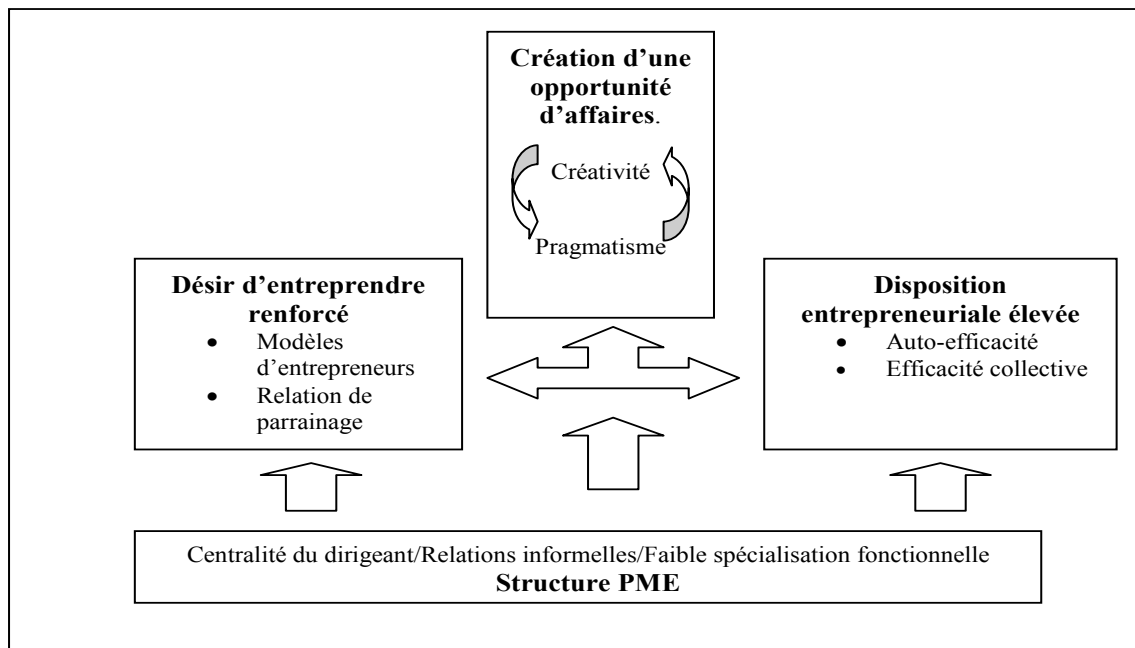 Création d’une
opportunité
d’affaires.
Créativité
Pragmatisme
Désir d’entreprendre
renforcé
• Modèles
d’entrepreneurs
• Relation de
parrainage
Disposition
entrepreneuriale élevée
• Auto-efficacité
• Efficacité collective
Centralité du dirigeant/Relations informelles/Faible spécialisation fonctionnelle
Structure PME